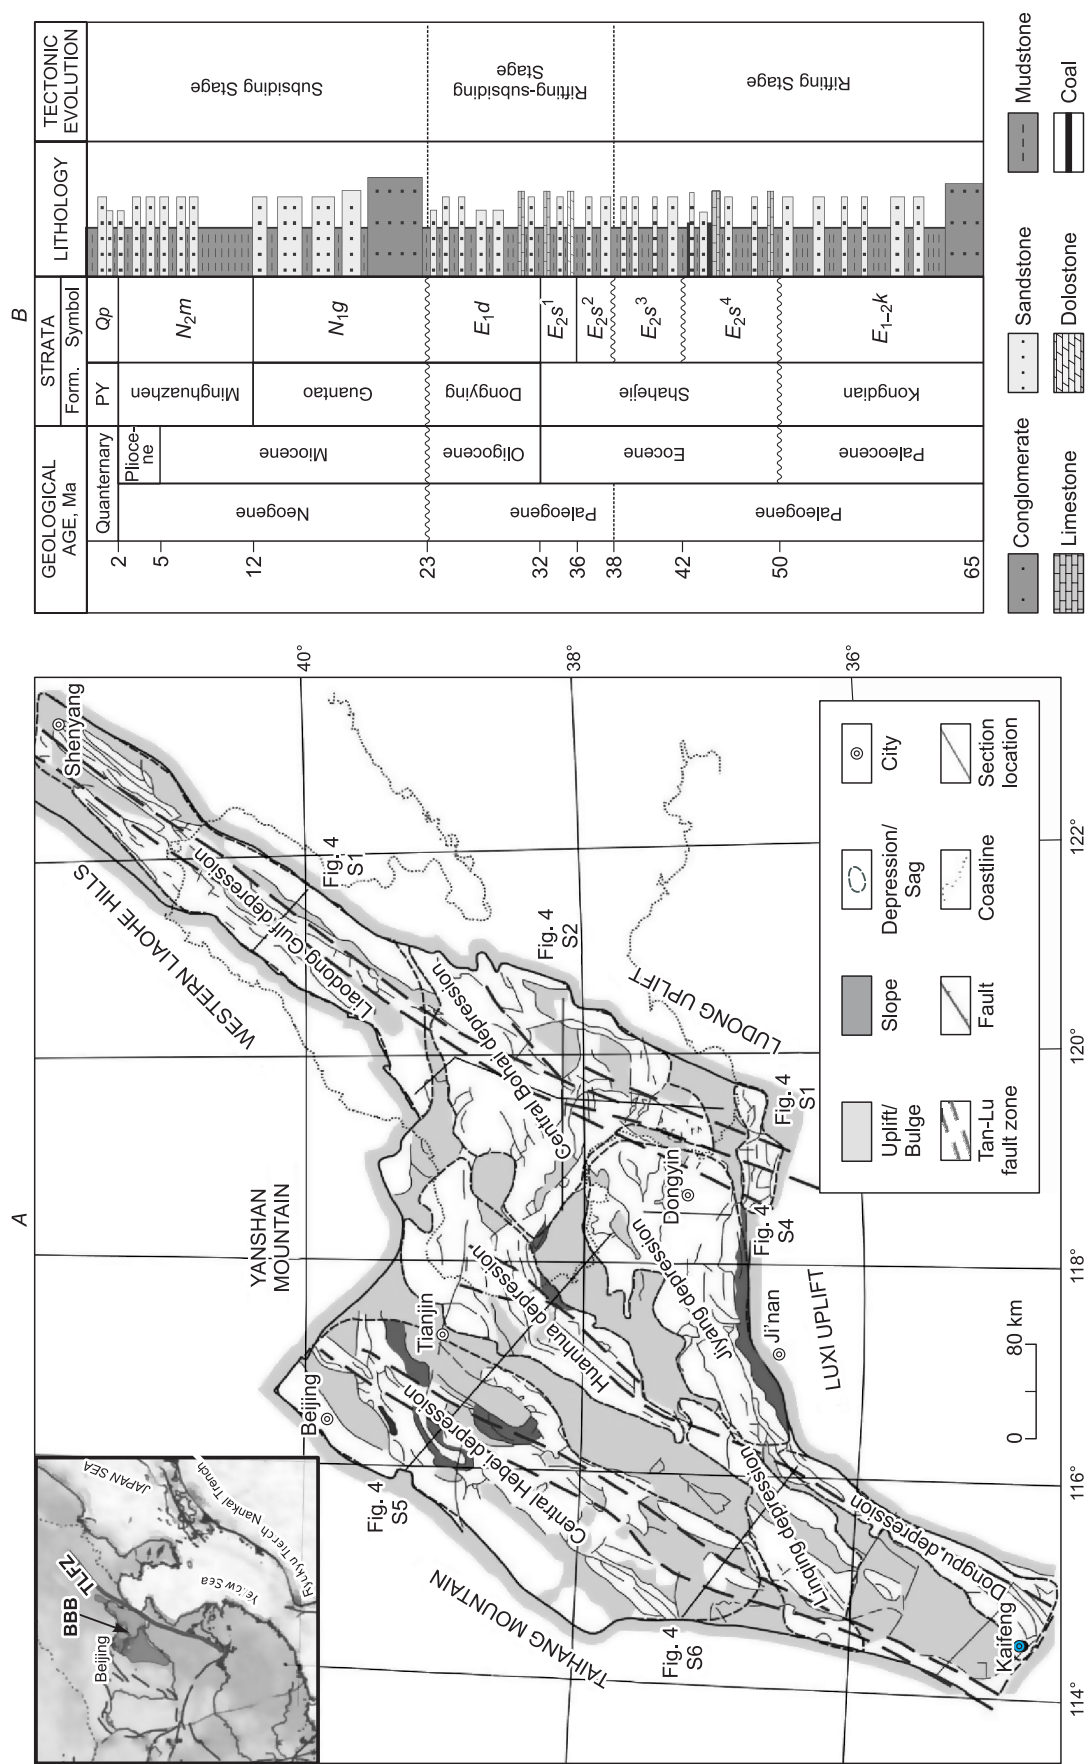 A
JAPAN SEA
TLFZ
BBB
Beijing
Yellow Sea
Ryukyu Trench
Nankai Trench
YANSHAN
MOUNTAIN
WESTERN LIAOHE HILLS
TAIHANG MOUNTAIN
LUDONG UPLIFT
LUXI UPLIFT
Shenyang
Beijing
Tianjin
Dongyin
Ji'nan
Kaifeng
Liaodong Gulf depression
Central Bohai depression
Huanhua depression
Central Hebei depression
Jiyang depression
Linqing depression
Dongpu depression
Fig. 4
S1
Fig. 4
S2
Fig. 4
S1
Fig. 4
S4
Fig. 4
S5
Fig. 4
S6
40°
38°
36°
114°
116°
118°
120°
122°
0
80 km
Uplift/
Bulge
Slope
Depression/
Sag
City
Tan-Lu
fault zone
Fault
Coastline
Section
location
B
GEOLOGICAL
AGE, Ma
STRATA
Form.
Symbol
LITHOLOGY
TECTONIC
EVOLUTION
2
5
12
23
32
36
38
42
50
65
Quanternary
Neogene
Paleogene
Paleogene
Plioce-
ne
Miocene
Oligocene
Eocene
Paleocene
PY
Minghuazhen
Guantao
Dongying
Shahejie
Kongdian
Qp
N₂m
N₁g
E₁d
E₂s¹
E₂s²
E₂s³
E₂s⁴
E₁₋₂k
Subsiding Stage
Rifting-subsiding
Stage
Rifting Stage
Conglomerate
Sandstone
Mudstone
Limestone
Dolostone
Coal